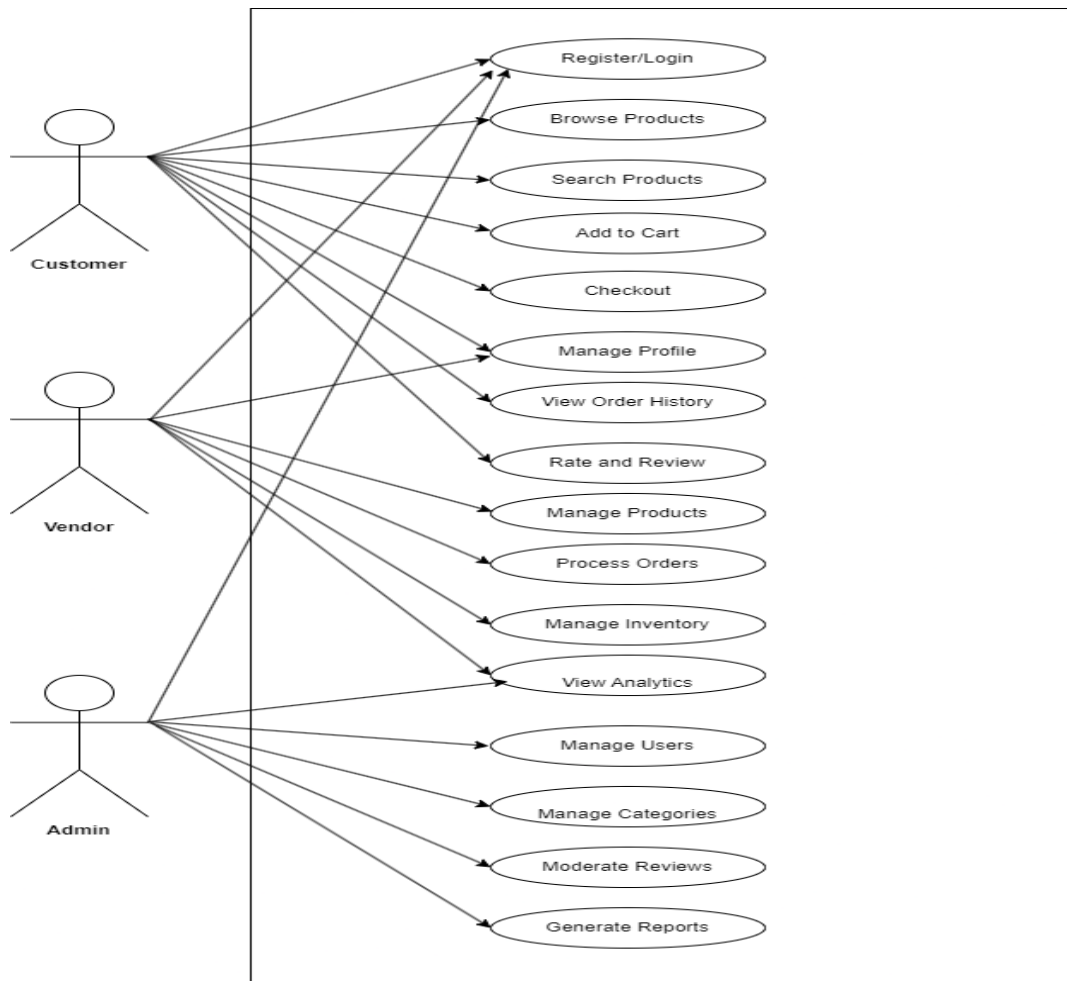 Register/Login
Browse Products
Search Products
Add to Cart
Customer
Checkout
Manage Profile
View Order History
Rate and Review
Manage Products
Vendor
Process Orders
Manage Inventory
View Analytics
Manage Users
Manage Categories
Admin
Moderate Reviews
Generate Reports